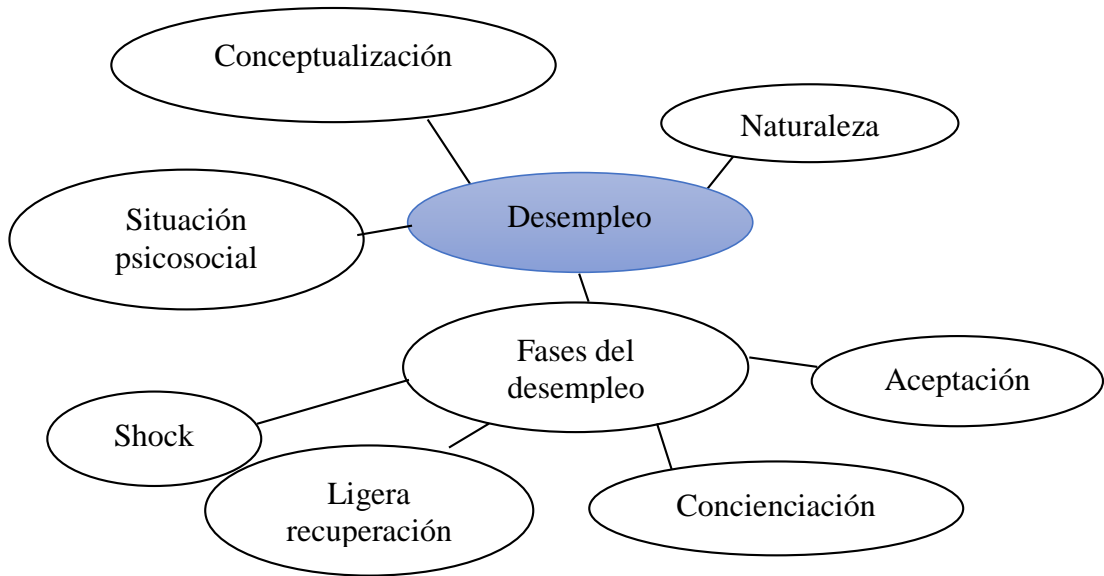 Conceptualización
Naturaleza
Desempleo
Situación
psicosocial
Fases del
desempleo
Aceptación
Shock
Ligera
recuperación
Concienciación